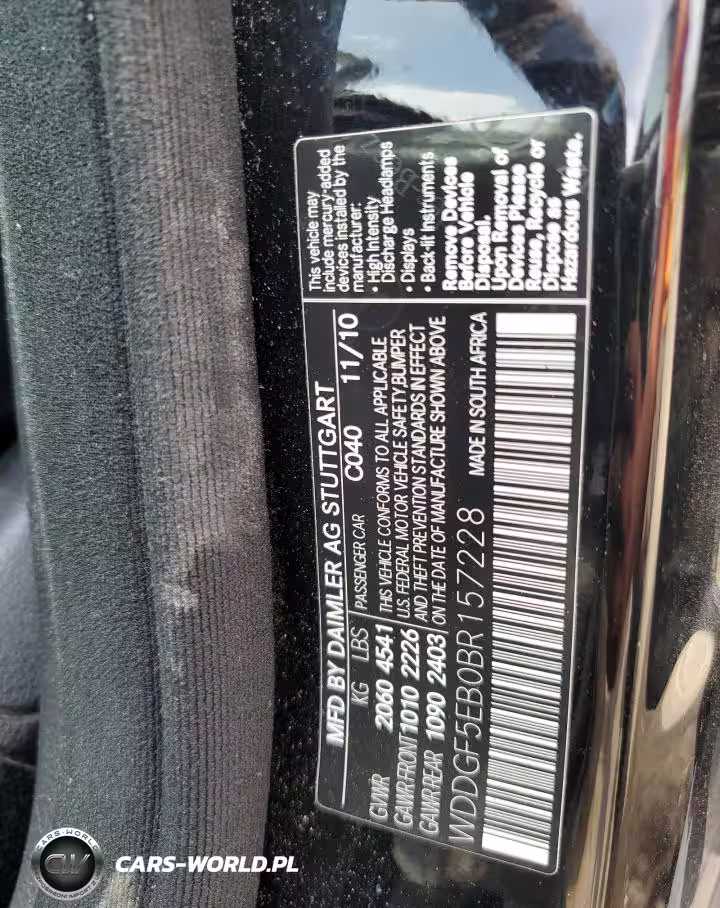 MFD BY DAIMLER AG STUTTGART
KG LBS PASSENGER CAR C040 11/10
GVWR 2060 4541 THIS VEHICLE CONFORMS TO ALL APPLICABLE
GAWR FRONT 1010 2226 U.S. FEDERAL MOTOR VEHICLE SAFETY, BUMPER
AND THEFT PREVENTION STANDARDS IN EFFECT
GAWR REAR 1090 2403 ON THE DATE OF MANUFACTURE SHOWN ABOVE
WDDGF5EB0BR157228 MADE IN SOUTH AFRICA
This vehicle may
include mercury-added
devices installed by the
manufacturer:
• High Intensity
Discharge Headlamps
• Displays
• Back-lit Instruments
Remove Devices
Before Vehicle
Disposal.
Upon Removal of
Devices Please
Reuse, Recycle or
Dispose as
Hazardous Waste.
CARS-WORLD
CW
CARS-WORLD.PL